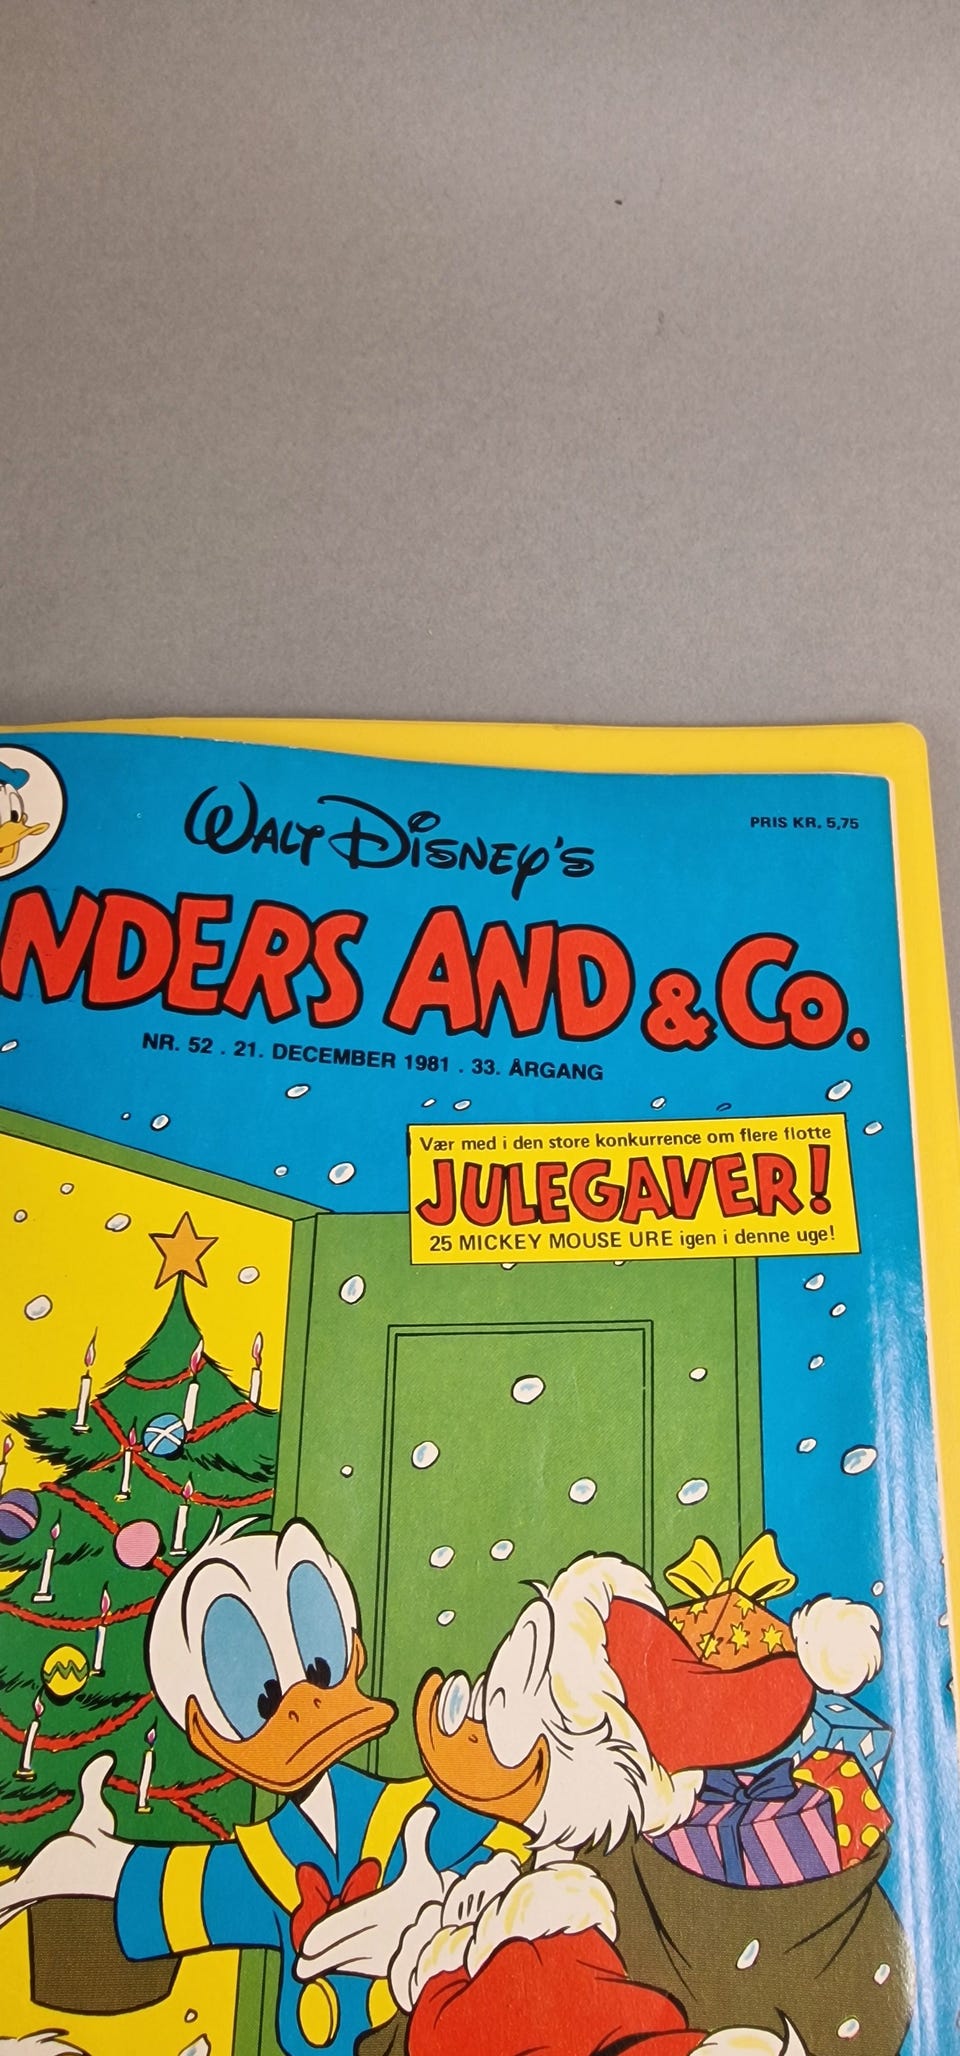 WALT DISNEY'S
PRIS KR. 5,75
NDERS AND & CO.
NR. 52 . 21. DECEMBER 1981 . 33. ÅRGANG
Vær med i den store konkurrence om flere flotte
JULEGAVER!
25 MICKEY MOUSE URE igen i denne uge!